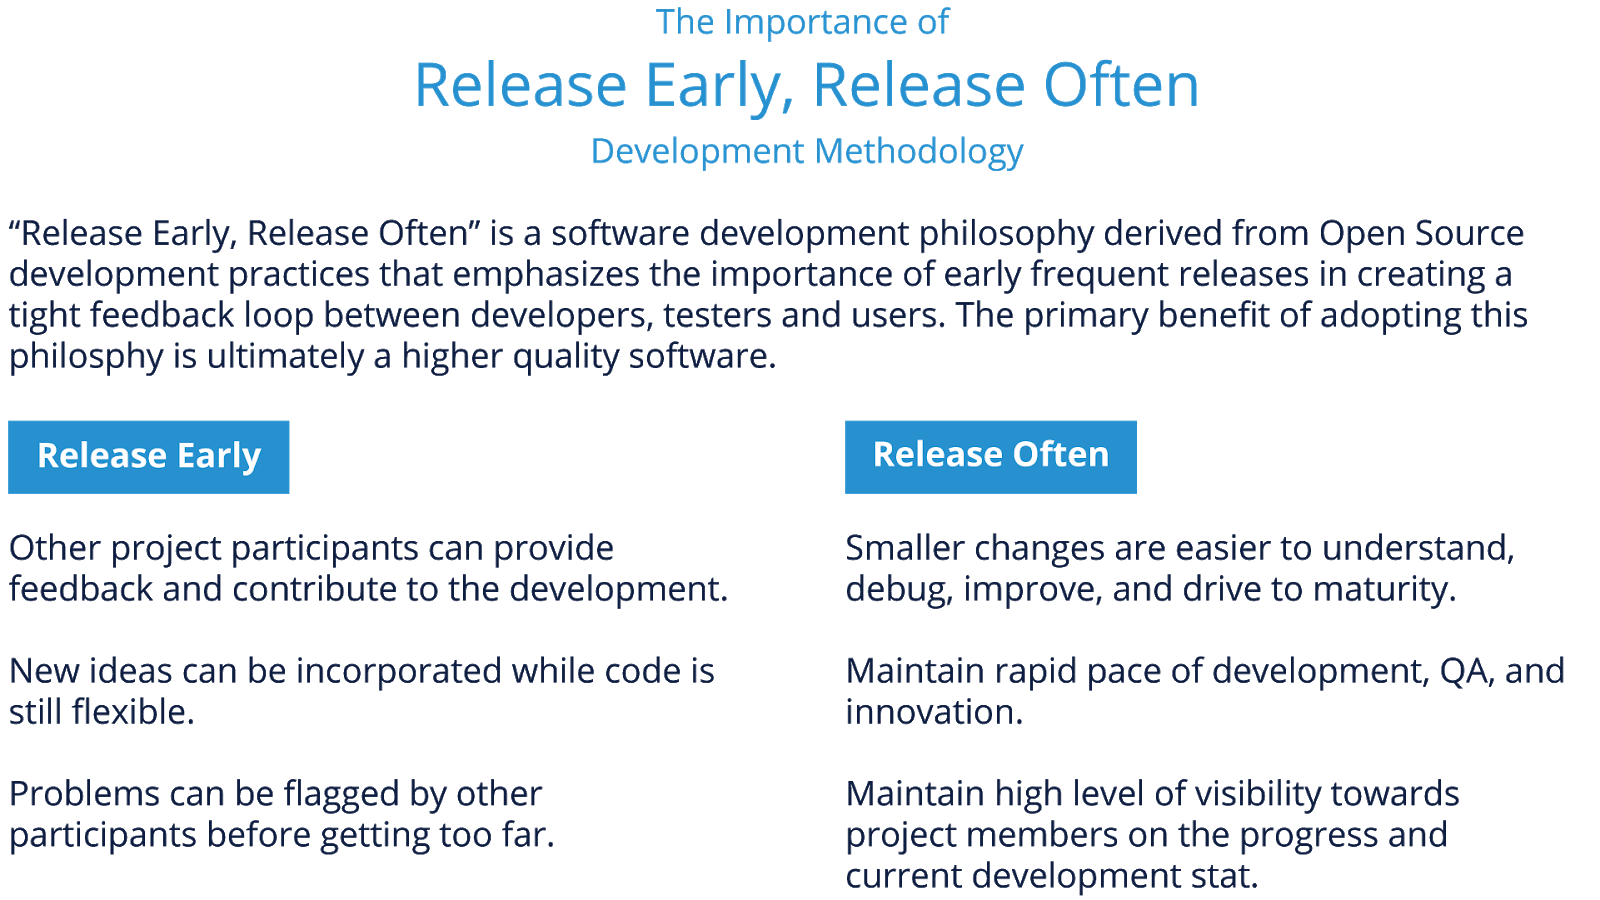 The Importance of
Release Early, Release Often
Development Methodology
“Release Early, Release Often” is a software development philosophy derived from Open Source
development practices that emphasizes the importance of early frequent releases in creating a
tight feedback loop between developers, testers and users. The primary benefit of adopting this
philosphy is ultimately a higher quality software.
Release Early
Other project participants can provide
feedback and contribute to the development.
New ideas can be incorporated while code is
still flexible.
Problems can be flagged by other
participants before getting too far.
Release Often
Smaller changes are easier to understand,
debug, improve, and drive to maturity.
Maintain rapid pace of development, QA, and
innovation.
Maintain high level of visibility towards
project members on the progress and
current development stat.